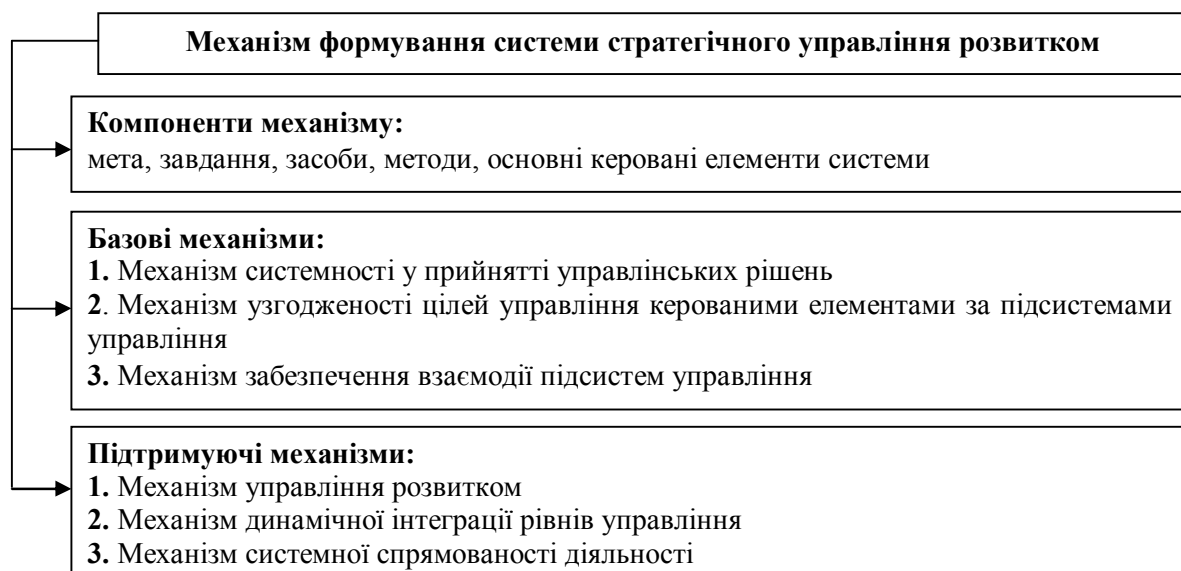 Механізм формування системи стратегічного управління розвитком
Компоненти механізму:
мета, завдання, засоби, методи, основні керовані елементи системи
Базові механізми:
1. Механізм системності у прийнятті управлінських рішень
2. Механізм узгодженості цілей управління керованими елементами за підсистемами
управління
3. Механізм забезпечення взаємодії підсистем управління
Підтримуючі механізми:
1. Механізм управління розвитком
2. Механізм динамічної інтеграції рівнів управління
3. Механізм системної спрямованості діяльності